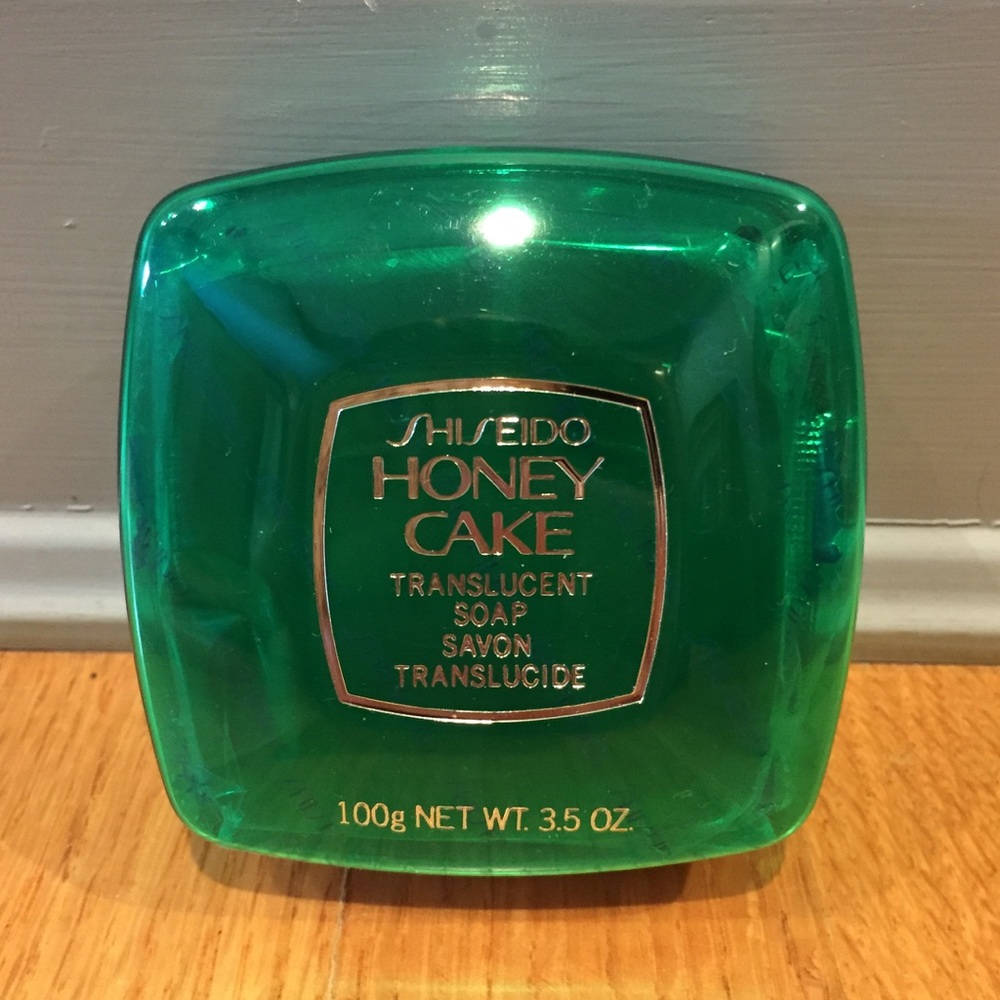 SHISEIDO
HONEY
CAKE
TRANSLUCENT
SOAP
SAVON
TRANSLUCIDE
100g NET WT. 3.5 OZ.